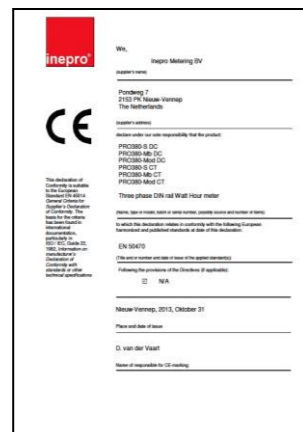 inepro®
CE
This declaration of
Conformity is suitable
to the European
Standard EN 45014
General Criteria for
Supplier's Declaration
of Conformity. The
basis for the criteria
has been found in
international
documentation,
particularly in
ISO / IEC, Guide 22,
1982, Information on
manufacturer's
Declaration of
Conformity with
standards or other
technical specifications
We,
Inepro Metering BV
(supplier's name)
Pondweg 7
2153 PK Nieuw-Vennep
The Netherlands
(supplier's address)
declare under our sole responsibility that the product:
PRO380-S DC
PRO380-Mb DC
PRO380-Mod DC
PRO380-S CT
PRO380-Mb CT
PRO380-Mod CT
Three phase DIN rail Watt Hour meter
(Name, type or model, batch or serial number, possibly source and number of items)
to which this declaration relates in conformity with the following European
harmonized and published standards at date of this declaration:
EN 50470
(Title and or number and date of issue of the applied standard(s))
Following the provisions of the Directives (if applicable):
N/A
Nieuw-Vennep, 2013, Oktober 31
Place and date of issue
D. van der Vaart
Name of responsible for CE marking